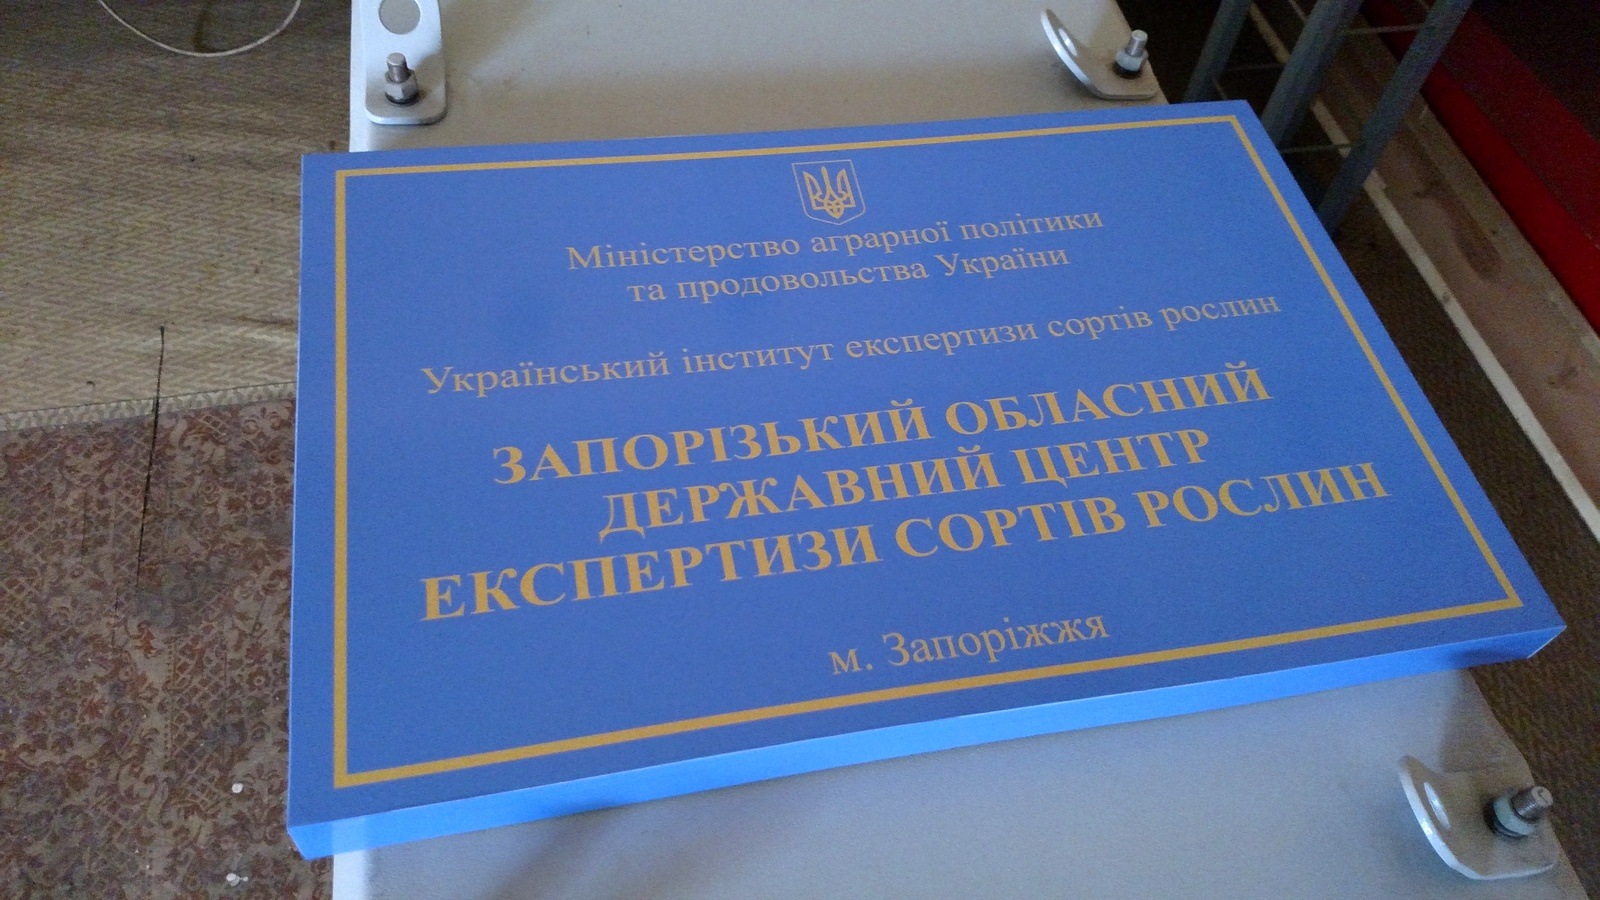 Міністерство аграрної політики
та продовольства України
Український інститут експертизи сортів рослин
ЗАПОРІЗЬКИЙ ОБЛАСНИЙ
ДЕРЖАВНИЙ ЦЕНТР
ЕКСПЕРТИЗИ СОРТІВ РОСЛИН
м. Запоріжжя